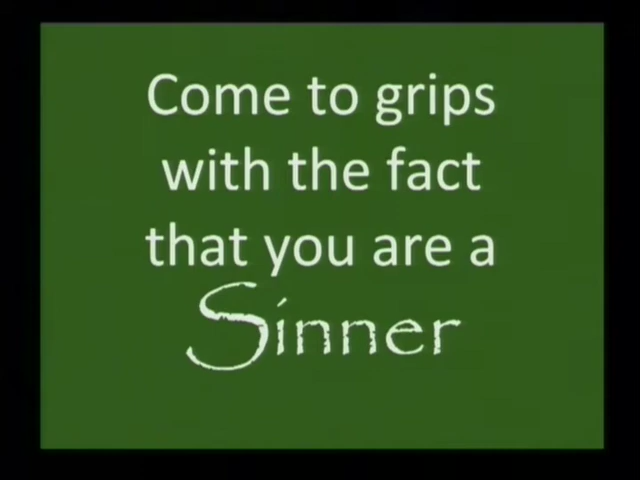 Come to grips
with the fact
that you are a
Sinner